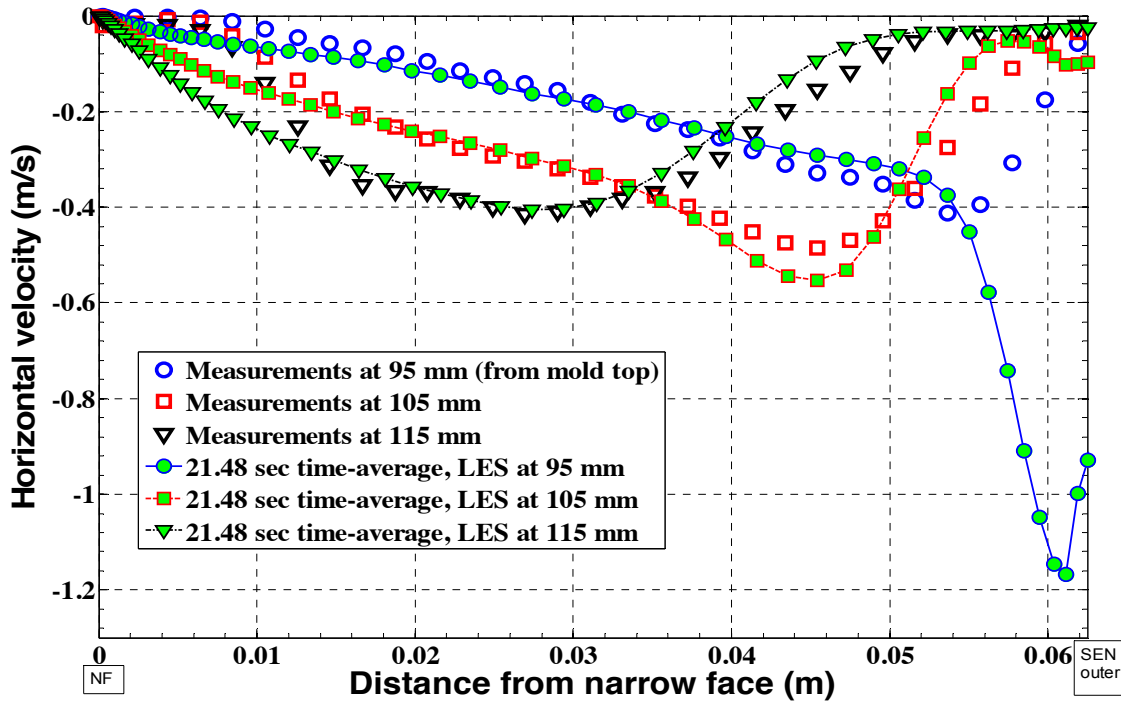 Horizontal velocity (m/s)
0
-0.2
-0.4
-0.6
-0.8
-1
-1.2
Measurements at 95 mm (from mold top)
Measurements at 105 mm
Measurements at 115 mm
21.48 sec time-average, LES at 95 mm
21.48 sec time-average, LES at 105 mm
21.48 sec time-average, LES at 115 mm
0 0.01 0.02 0.03 0.04 0.05 0.06
NF
SEN
outer
Distance from narrow face (m)